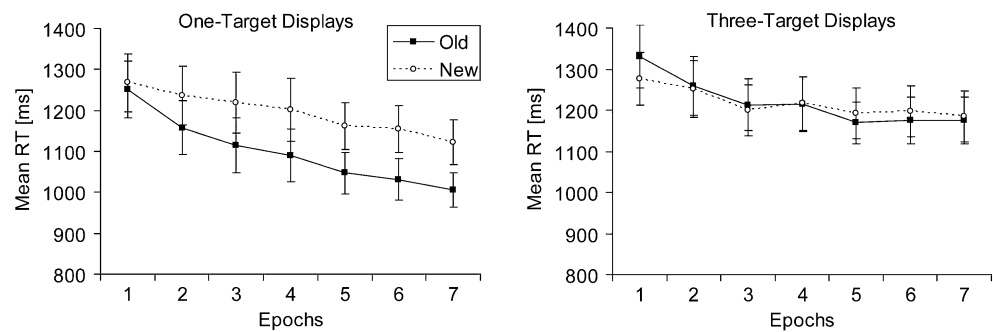 One-Target Displays
1400
1300
1200
1100
1000
900
800
Mean RT [ms]
Old
New
1 2 3 4 5 6 7
Epochs
Three-Target Displays
1400
1300
1200
1100
1000
900
800
Mean RT [ms]
1 2 3 4 5 6 7
Epochs